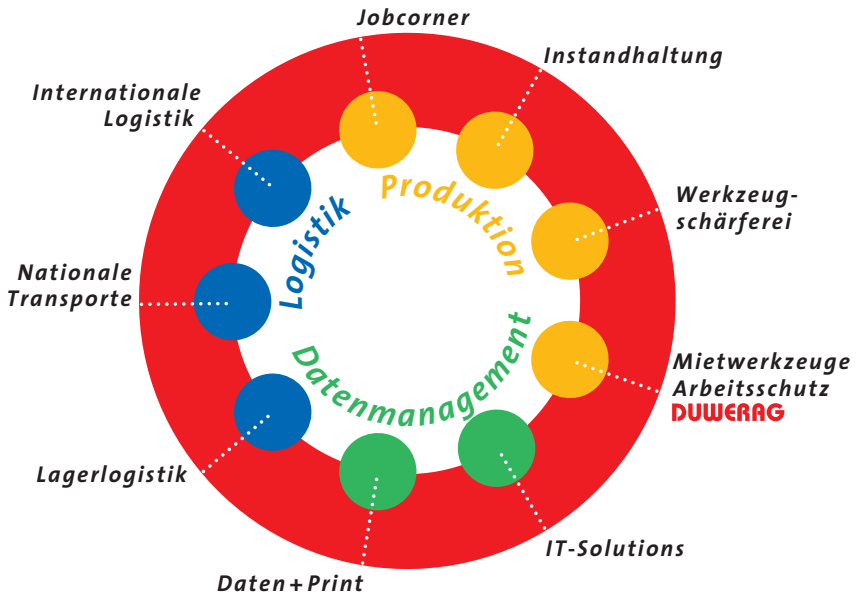 Jobcorner
Instandhaltung
Internationale
Logistik
Werkzeug-
schärferei
Nationale
Transporte
Mietwerkzeuge
Arbeitsschutz
DUWERAG
Lagerlogistik
IT-Solutions
Daten+Print
Produktion
Logistik
Datenmanagement